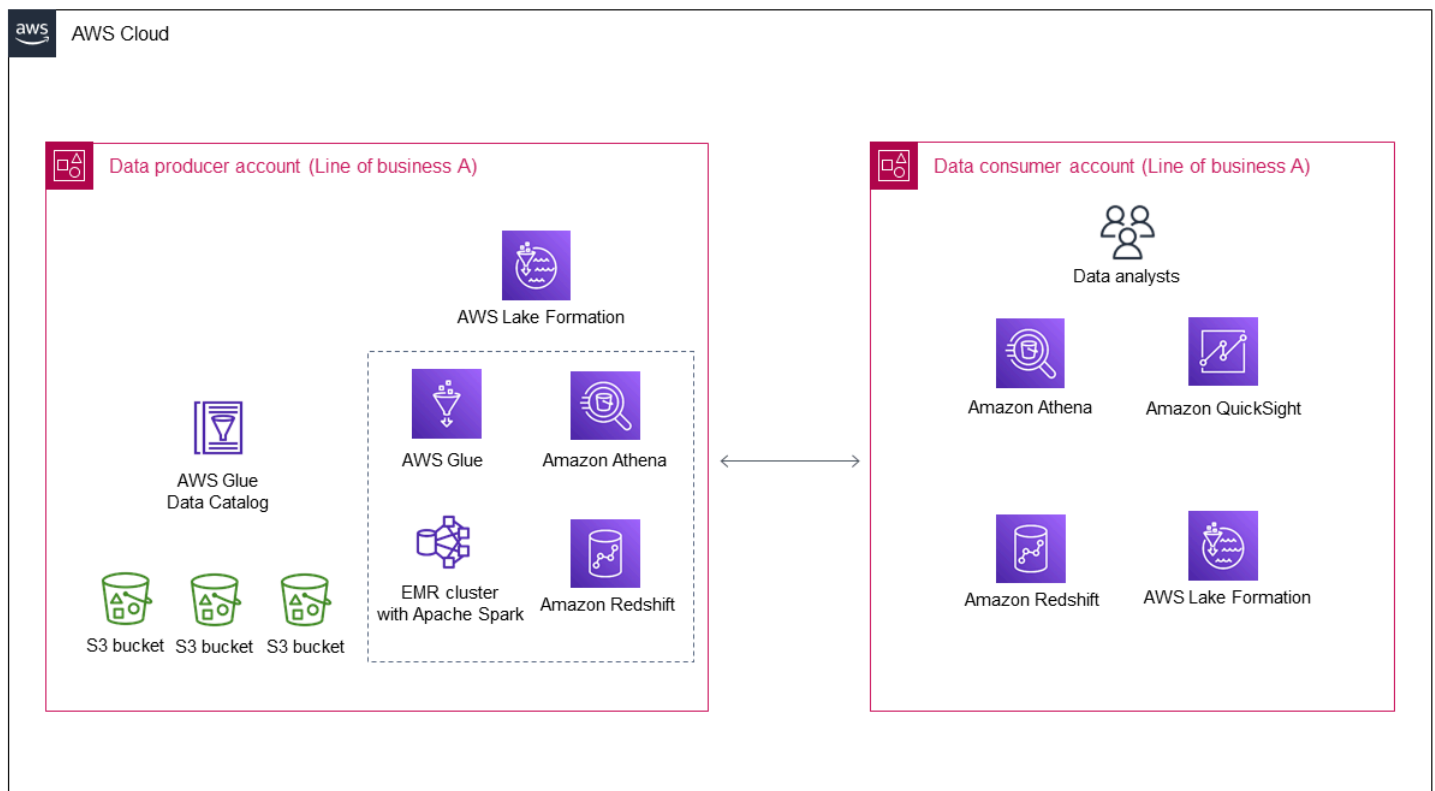 aws
AWS Cloud
Data producer account (Line of business A)
AWS Lake Formation
AWS Glue
Data Catalog
S3 bucket
S3 bucket
S3 bucket
AWS Glue
Amazon Athena
EMR cluster
with Apache Spark
Amazon Redshift
Data consumer account (Line of business A)
Data analysts
Amazon Athena
Amazon QuickSight
Amazon Redshift
AWS Lake Formation